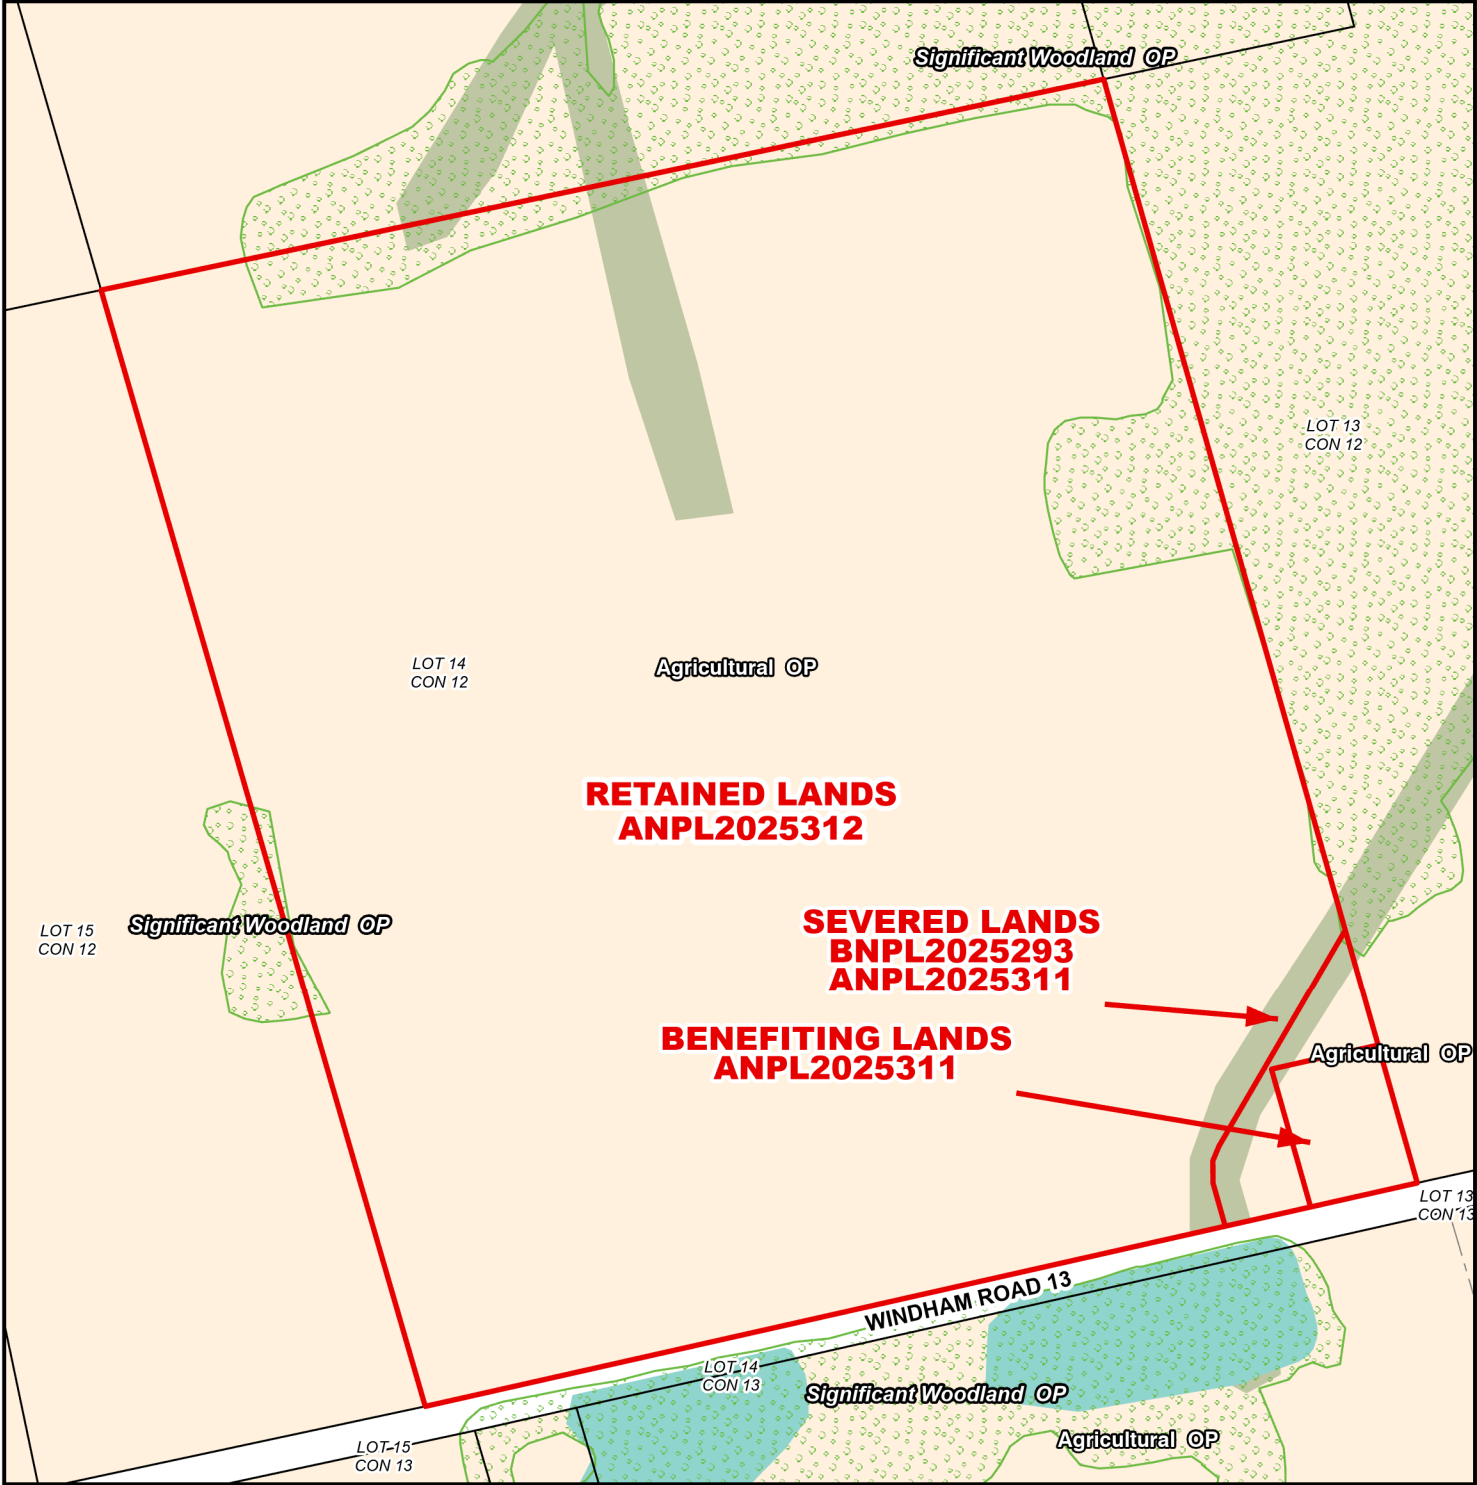 Significant Woodland OP
LOT 13
CON 12
LOT 14
CON 12
Agricultural OP
RETAINED LANDS
ANPL2025312
SEVERED LANDS
BNPL2025293
ANPL2025311
LOT 15
CON 12
Significant Woodland OP
BENEFITING LANDS
ANPL2025311
Agricultural OP
LOT 13
CON 13
WINDHAM ROAD 13
LOT 14
CON 13
Significant Woodland OP
Agricultural OP
LOT 15
CON 13